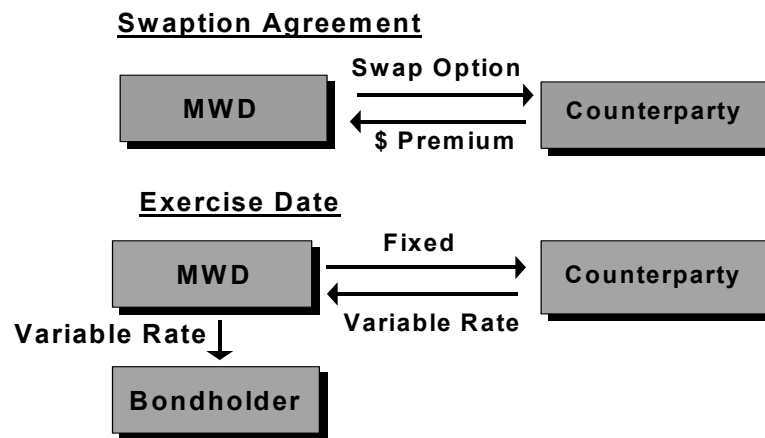 Swaption Agreement
Swap Option
MWD
Counterparty
$ Premium
Exercise Date
Fixed
MWD
Counterparty
Variable Rate
Variable Rate
Bondholder